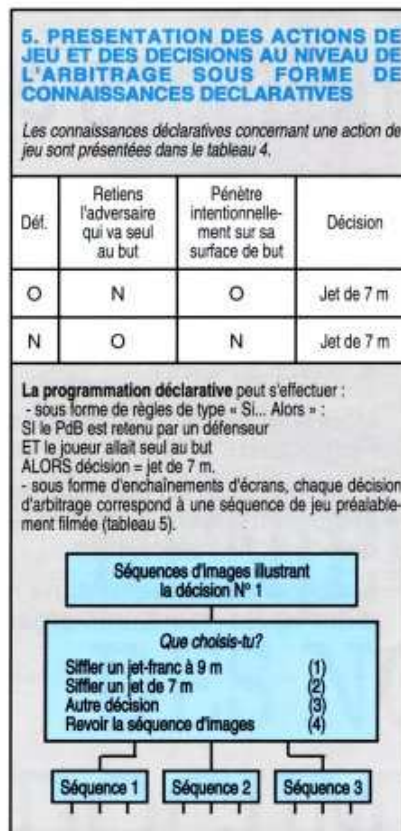 5. PRESENTATION DES ACTIONS DE
JEU ET DES DECISIONS AU NIVEAU DE
L'ARBITRAGE SOUS FORME DE
CONNAISSANCES DECLARATIVES
Les connaissances déclaratives concernant une action de
jeu sont présentées dans le tableau 4.
Déf. | Retiens l'adversaire qui va seul au but | Pénètre intentionnelle-ment sur sa surface de but | Décision
O | N | O | Jet de 7 m
N | O | N | Jet de 7 m
La programmation déclarative peut s'effectuer :
- sous forme de règles de type « Si... Alors » :
SI le PdB est retenu par un défenseur
ET le joueur allait seul au but
ALORS décision = jet de 7 m.
- sous forme d'enchaînements d'écrans, chaque décision
d'arbitrage correspond à une séquence de jeu préalable-
ment filmée (tableau 5).
Séquences d'images illustrant
la décision N° 1
Que choisis-tu?
Siffler un jet-franc à 9 m (1)
Siffler un jet de 7 m (2)
Autre décision (3)
Revoir la séquence d'images (4)
Séquence 1 Séquence 2 Séquence 3